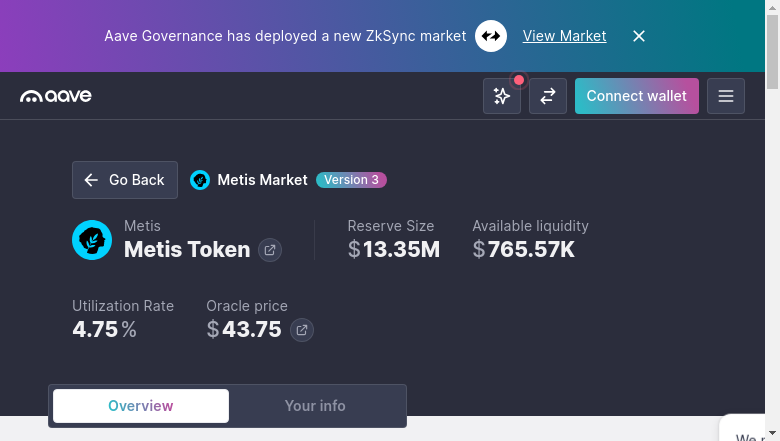 Aave Governance has deployed a new ZkSync market View Market
aave
Connect wallet
Go Back Metis Market Version 3
Metis
Metis Token
Reserve Size
$13.35M
Available liquidity
$765.57K
Utilization Rate
4.75%
Oracle price
$43.75
Overview Your info
We